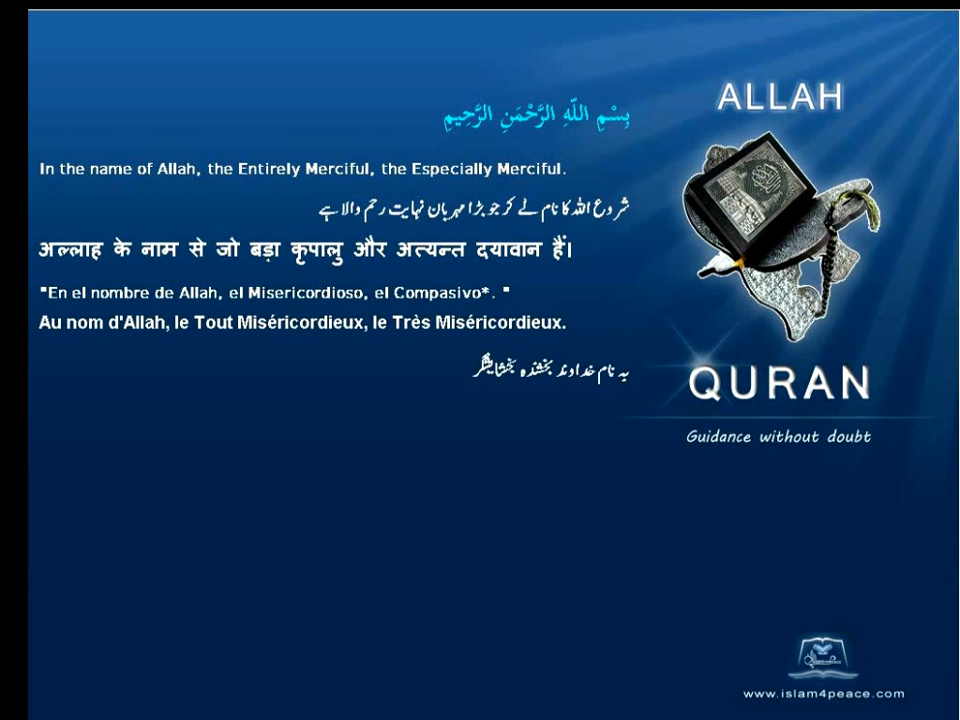 بِسْمِ اللّهِ الرَّحْمَنِ الرَّحِيمِ
In the name of Allah, the Entirely Merciful, the Especially Merciful.
شروع الله کا نام لے کر جو بڑا مہربان نہایت رحم والا ہے
अल्लाह के नाम से जो बड़ा कृपालु और अत्यन्त दयावान हैं।
"En el nombre de Allah, el Misericordioso, el Compasivo*. "
Au nom d'Allah, le Tout Miséricordieux, le Très Miséricordieux.
به نام خداوند بخشنده بخشایشگر
ALLAH
QURAN
Guidance without doubt
www.islam4peace.com